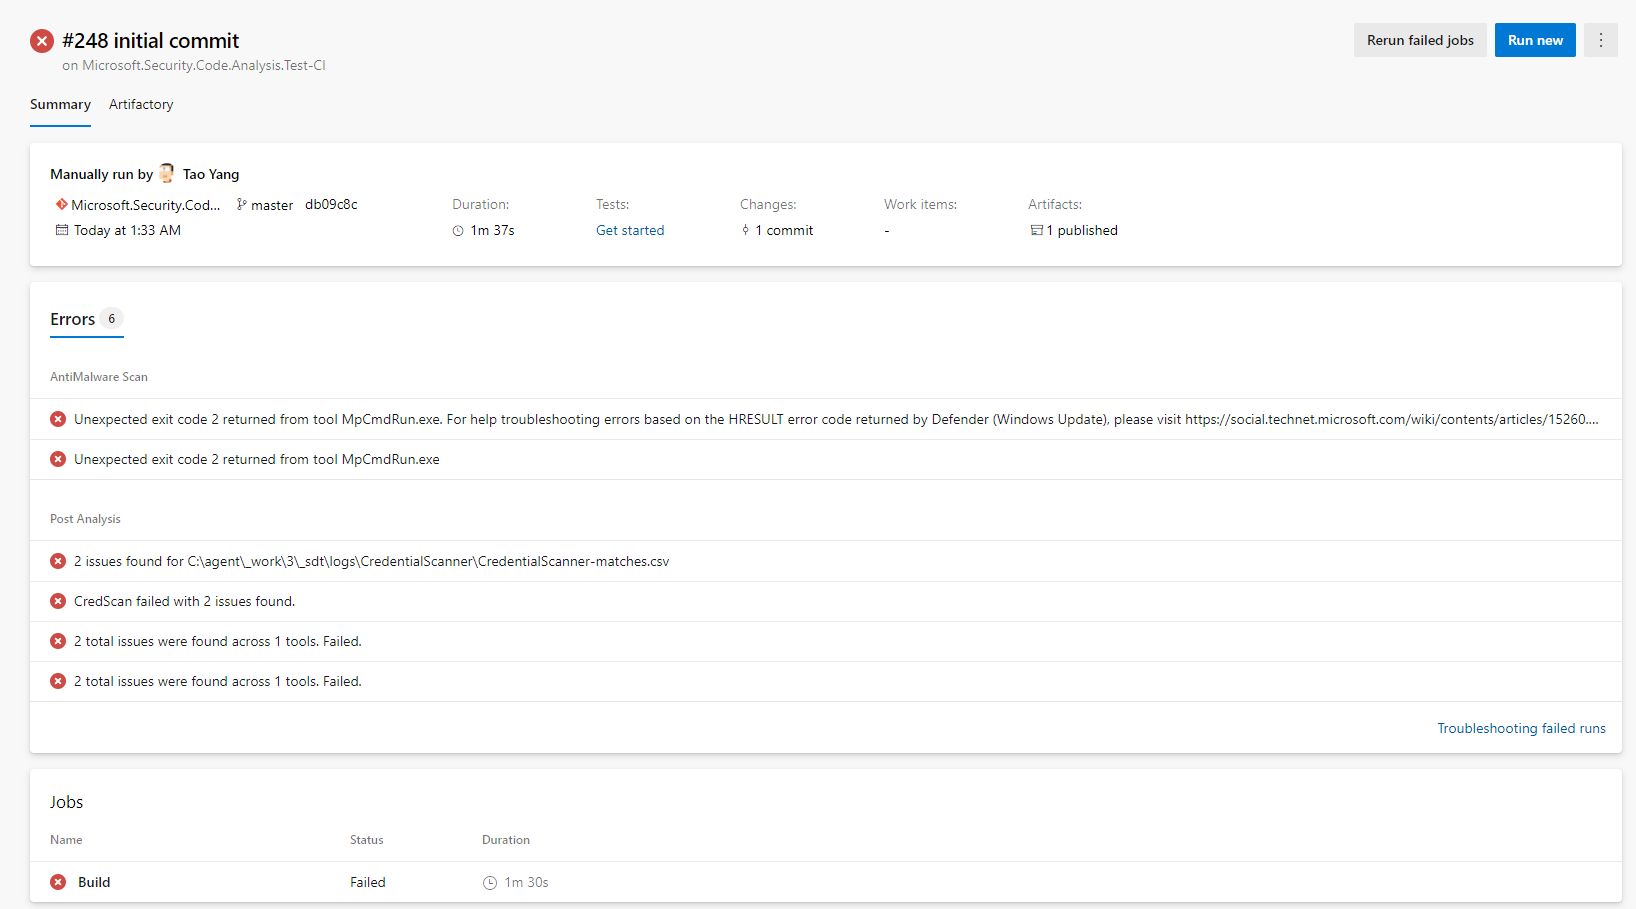 #248 initial commit
Rerun failed jobs Run new
on Microsoft.Security.Code.Analysis.Test-CI
Summary Artifactory
Manually run by Tao Yang
Microsoft.Security.Cod... master db09c8c Duration: Tests: Changes: Work items: Artifacts:
Today at 1:33 AM 1m 37s Get started 1 commit - 1 published
Errors 6
AntiMalware Scan
Unexpected exit code 2 returned from tool MpCmdRun.exe. For help troubleshooting errors based on the HRESULT error code returned by Defender (Windows Update), please visit https://social.technet.microsoft.com/wiki/contents/articles/15260....
Unexpected exit code 2 returned from tool MpCmdRun.exe
Post Analysis
2 issues found for C:\agent\_work\3\_sdt\logs\CredentialScanner\CredentialScanner-matches.csv
CredScan failed with 2 issues found.
2 total issues were found across 1 tools. Failed.
2 total issues were found across 1 tools. Failed.
Troubleshooting failed runs
Jobs
Name Status Duration
Build Failed 1m 30s